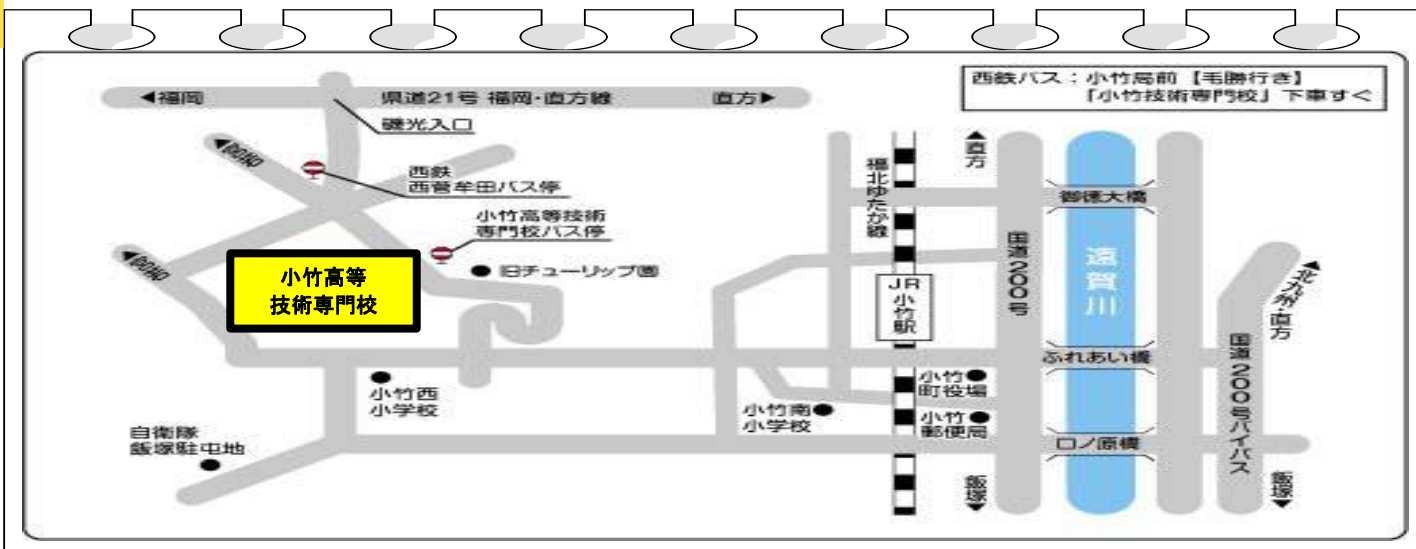 西鉄バス：小竹局前【毛勝行き】
「小竹技術専門校」下車すぐ
◀福岡
県道21号 福岡・直方線
直方▶
磯光入口
◀宮田
西鉄
西菅牟田バス停
小竹高等技術
専門校バス停
● 旧チューリップ園
◀宮田
小竹高等
技術専門校
福北ゆたか線
▲直方
御徳大橋
国道200号
遠賀川
JR小竹駅
▲北九州・直方
ふれあい橋
国道200号バイパス
小竹西
小学校
小竹●
町役場
小竹南●
小学校
小竹●
郵便局
自衛隊
飯塚駐屯地
口ノ原橋
飯塚▼
飯塚▼